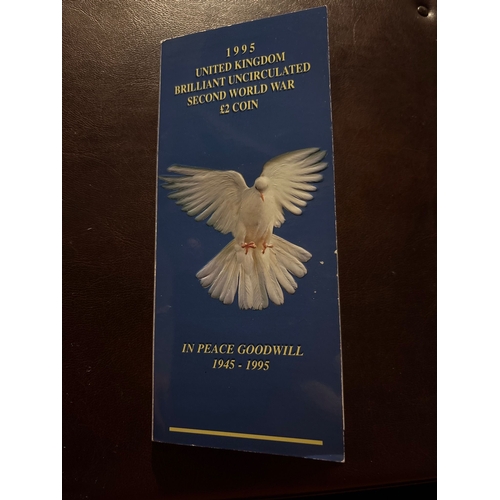 1995
UNITED KINGDOM
BRILLIANT UNCIRCULATED
SECOND WORLD WAR
£2 COIN
IN PEACE GOODWILL
1945 - 1995